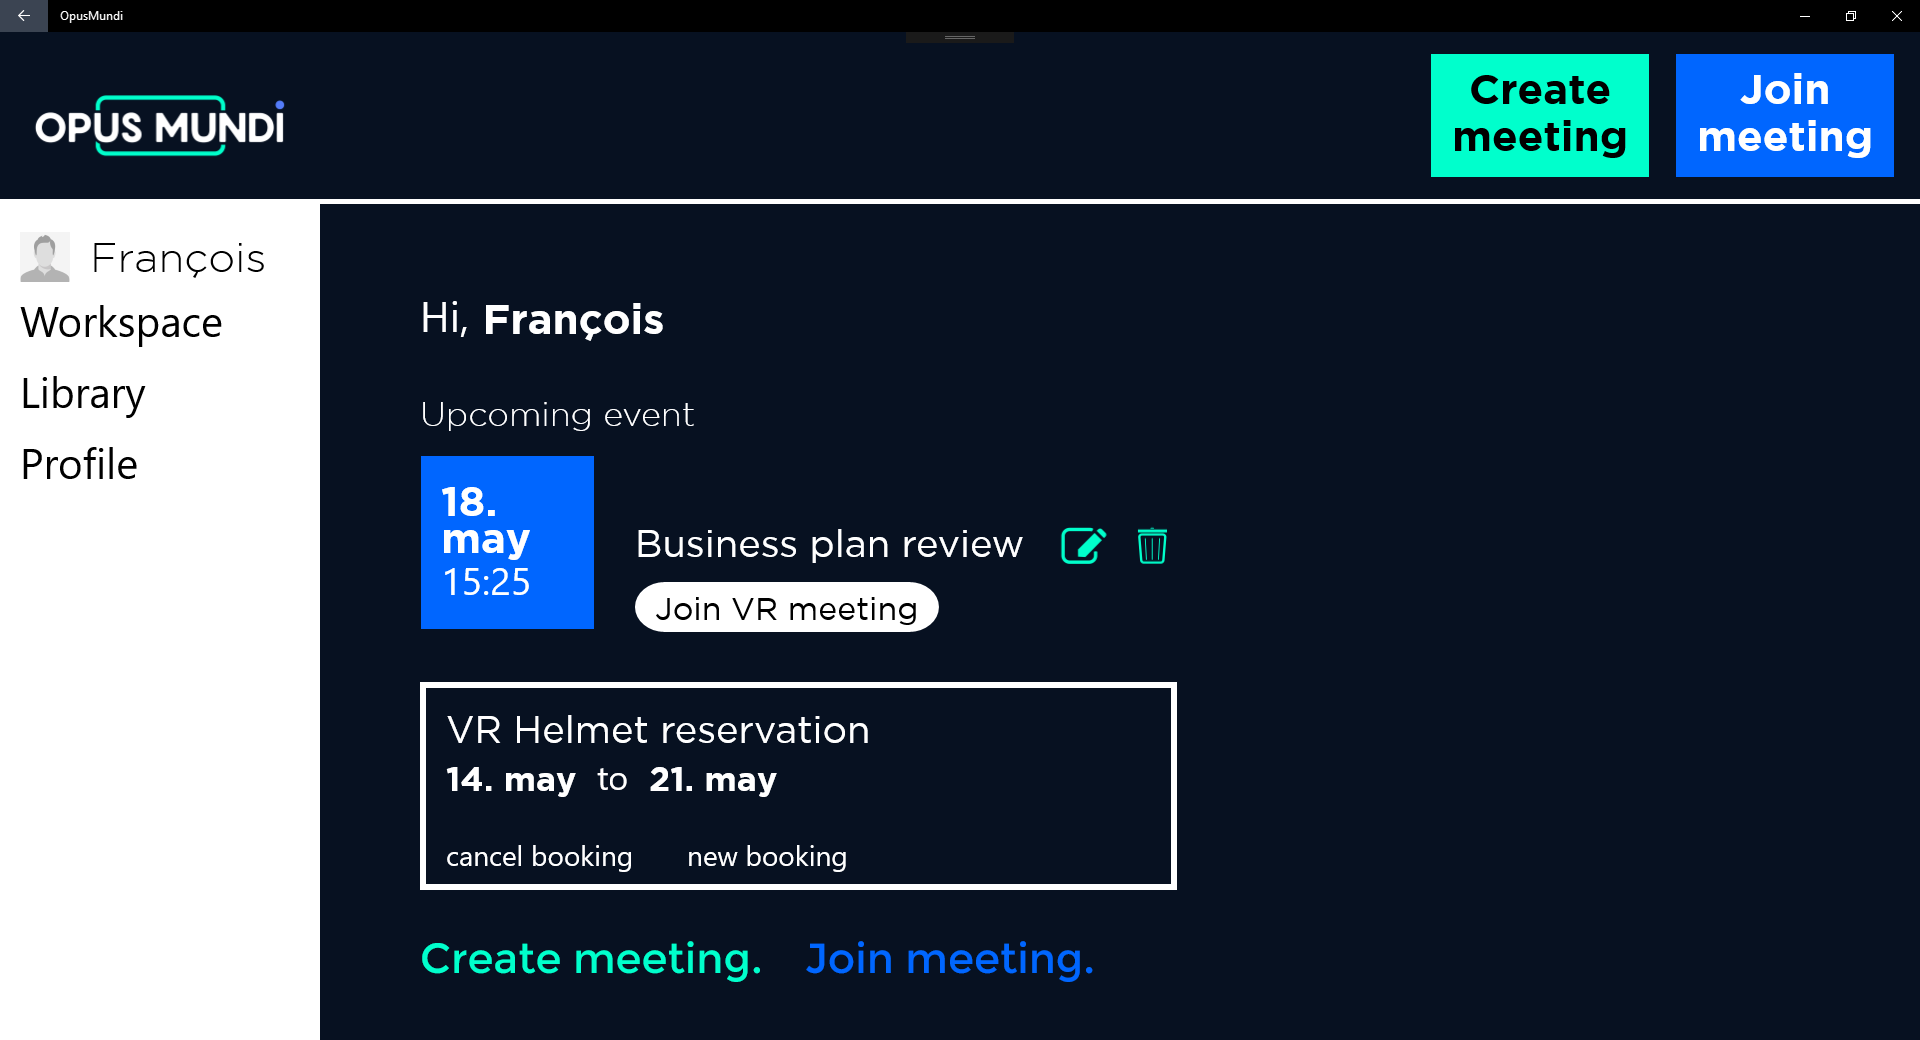 OpusMundi
OPUS MUNDi
Create
meeting
Join
meeting
François
Workspace
Library
Profile
Hi, François
Upcoming event
18.
may
15:25
Business plan review
Join VR meeting
VR Helmet reservation
14. may to 21. may
cancel booking new booking
Create meeting. Join meeting.